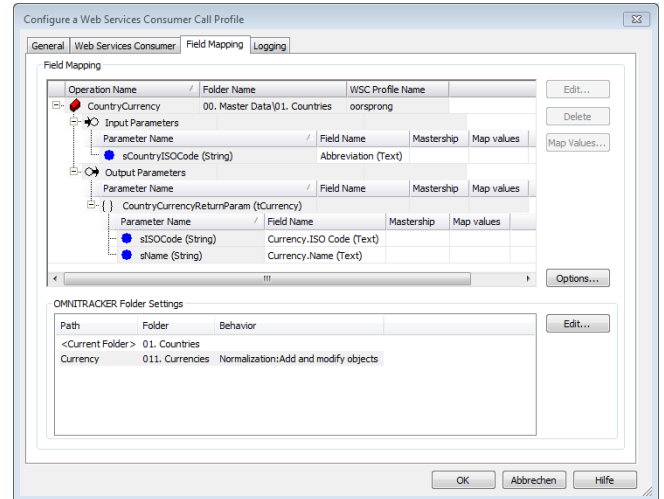 Configure a Web Services Consumer Call Profile
General Web Services Consumer Field Mapping Logging
Field Mapping
Operation Name Folder Name WSC Profile Name
CountryCurrency 00. Master Data\01. Countries oorsprong
Input Parameters
Parameter Name Field Name Mastership Map values
sCountryISOCode (String) Abbreviation (Text)
Output Parameters
Parameter Name Field Name Mastership Map values
{ } CountryCurrencyReturnParam (tCurrency)
Parameter Name Field Name Mastership Map values
sISOCode (String) Currency.ISO Code (Text)
sName (String) Currency.Name (Text)
Edit...
Delete
Map Values...
Options...
OMNITRACKER Folder Settings
Path Folder Behavior
<Current Folder> 01. Countries
Currency 011. Currencies Normalization:Add and modify objects
Edit...
OK Abbrechen Hilfe